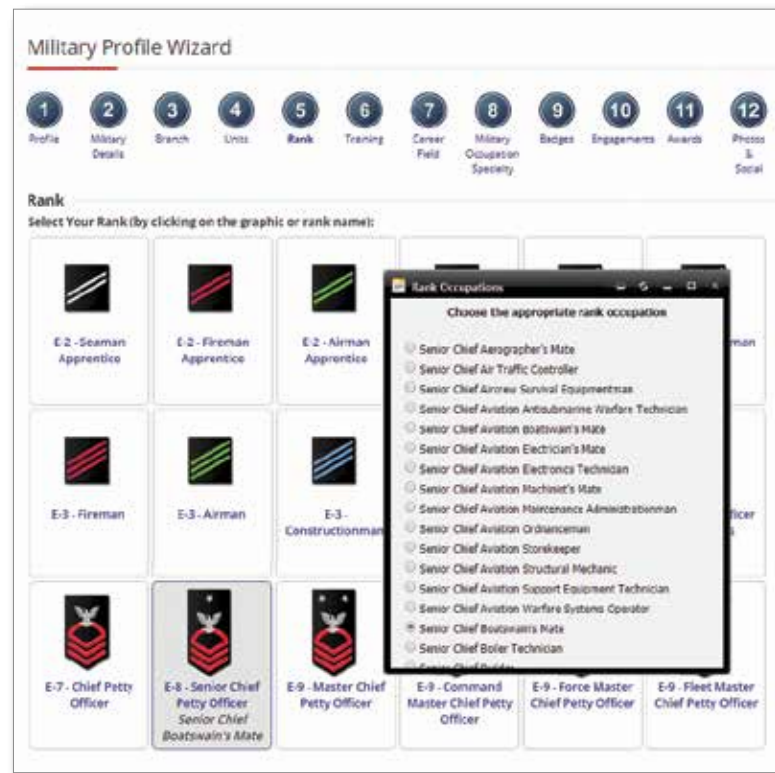 Military Profile Wizard
1 2 3 4 5 6 7 8 9 10 11 12
Profile Military Branch Units Rank Training Career Military Badges Engagements Awards Photos
Details Field Occupation &
Specialty Social
Rank
Select Your Rank (by clicking on the graphic or rank name):
E-2 - Seaman
Apprentice
E-2 - Fireman
Apprentice
E-2 - Airman
Apprentice
Rank Occupations
Choose the appropriate rank occupation
Senior Chief Aerographer's Mate
Senior Chief Air Traffic Controller
Senior Chief Aircrew Survival Equipmentman
Senior Chief Aviation Antisubmarine Warfare Technician
Senior Chief Aviation Boatswain's Mate
Senior Chief Aviation Electrician's Mate
Senior Chief Aviation Electronics Technician
Senior Chief Aviation Machinist's Mate
Senior Chief Aviation Maintenance Administrationman
Senior Chief Aviation Ordnanceman
Senior Chief Aviation Storekeeper
Senior Chief Aviation Structural Mechanic
Senior Chief Aviation Support Equipment Technician
Senior Chief Aviation Warfare Systems Operator
Senior Chief Boatswain's Mate
Senior Chief Boiler Technician
Senior Chief Builder
E-3 - Fireman
E-3 - Airman
E-3 -
Constructionman
E-7 - Chief Petty
Officer
E-8 - Senior Chief
Petty Officer
Senior Chief
Boatswain's Mate
E-9 - Master Chief
Petty Officer
E-9 - Command
Master Chief Petty
Officer
E-9 - Force Master
Chief Petty Officer
E-9 - Fleet Master
Chief Petty Officer